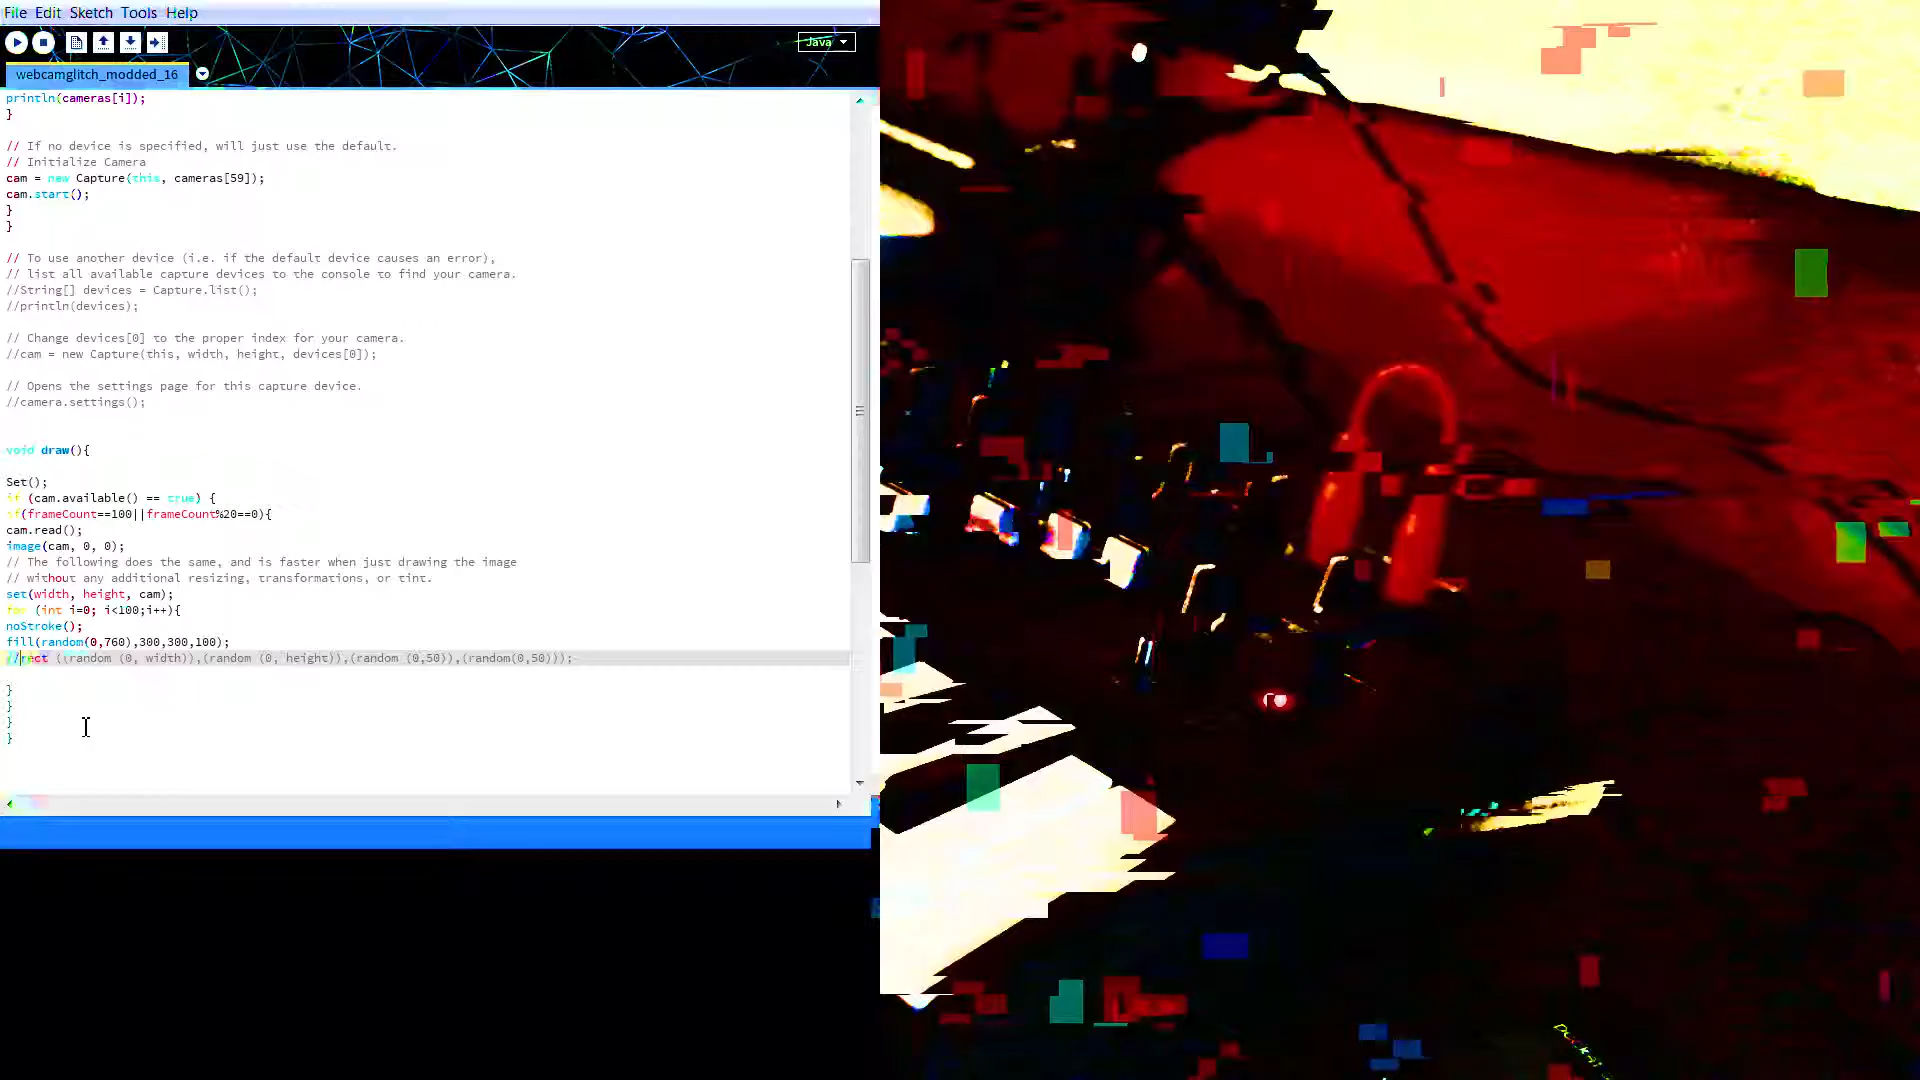 File Edit Sketch Tools Help
Java
webcamglitch_modded_16
println(cameras[i]);
}
// If no device is specified, will just use the default.
// Initialize Camera
cam = new Capture(this, cameras[59]);
cam.start();
}
}
// To use another device (i.e. if the default device causes an error),
// list all available capture devices to the console to find your camera.
//String[] devices = Capture.list();
//println(devices);
// Change devices[0] to the proper index for your camera.
//cam = new Capture(this, width, height, devices[0]);
// Opens the settings page for this capture device.
//camera.settings();
void draw(){
Set();
if (cam.available() == true) {
if(frameCount==100||frameCount%20==0){
cam.read();
image(cam, 0, 0);
// The following does the same, and is faster when just drawing the image
// without any additional resizing, transformations, or tint.
set(width, height, cam);
for (int i=0; i<100;i++){
noStroke();
fill(random(0,760),300,300,100);
//rect ((random (0, width)),(random (0, height)),(random (0,50)),(random(0,50)));
}
}
}
}